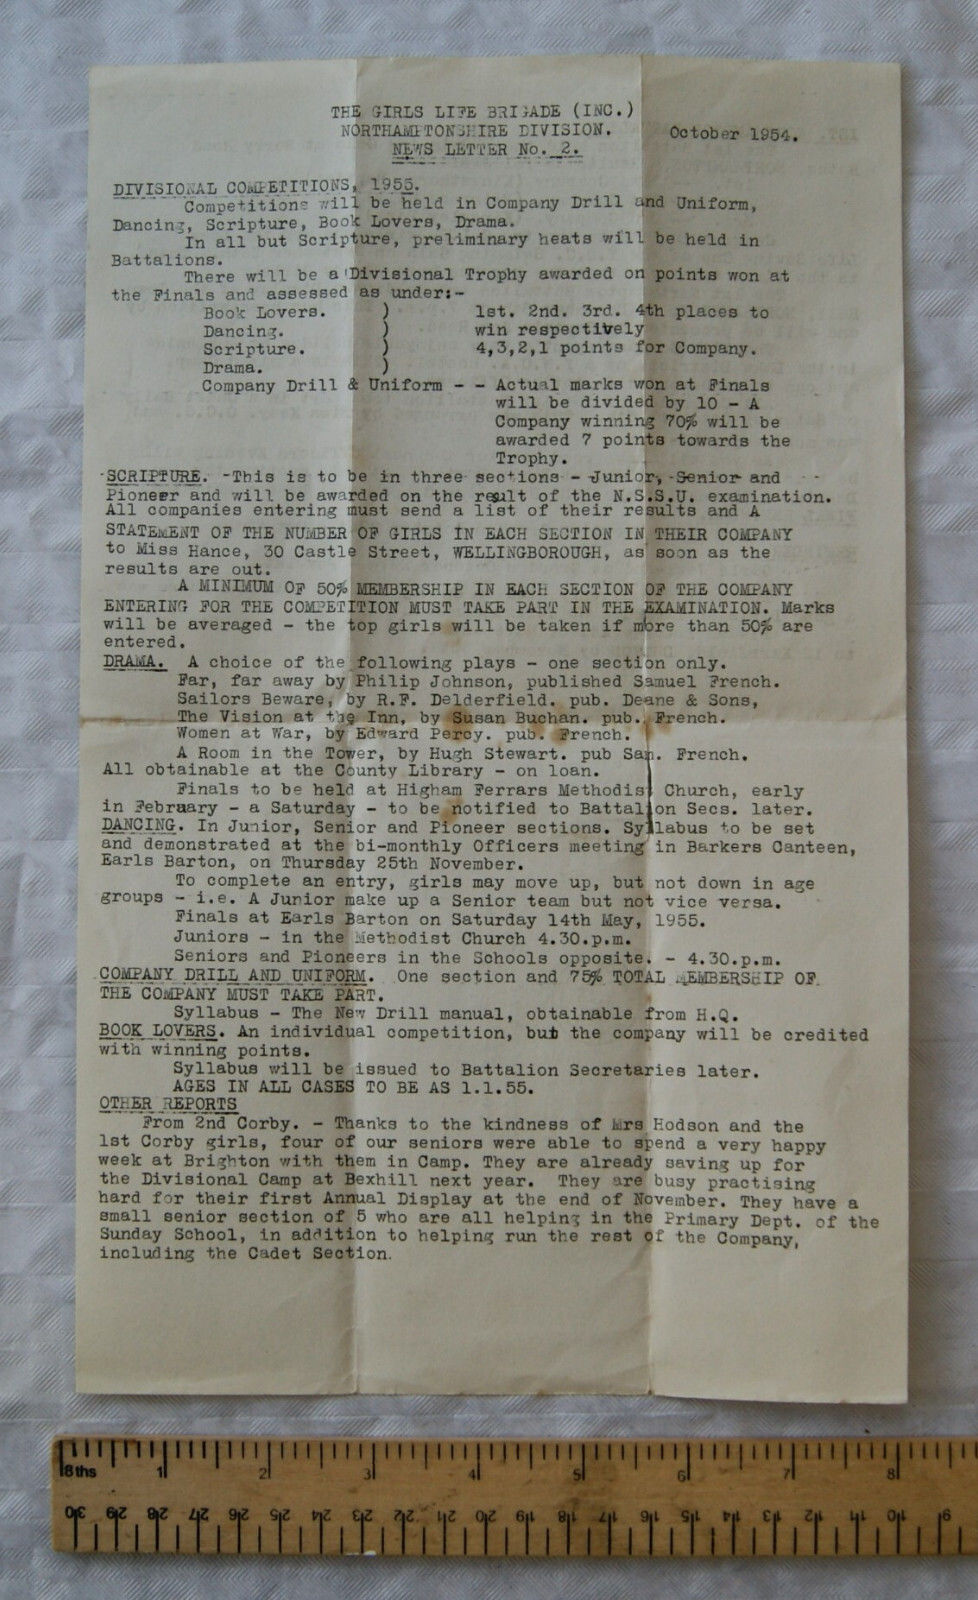 THE GIRLS LIFE BRIGADE (INC.)
NORTHAMPTONSHIRE DIVISION.
October 1954.
NEWS LETTER No. 2.
DIVISIONAL COMPETITIONS, 1955.
Competitions will be held in Company Drill and Uniform,
Dancing, Scripture, Book Lovers, Drama.
In all but Scripture, preliminary heats will be held in
Battalions.
There will be a Divisional Trophy awarded on points won at
the Finals and assessed as under:-
Book Lovers. ) 1st. 2nd. 3rd. 4th places to
Dancing. ) win respectively
Scripture. ) 4,3,2,1 points for Company.
Drama. )
Company Drill & Uniform - - Actual marks won at Finals
will be divided by 10 - A
Company winning 70% will be
awarded 7 points towards the
Trophy.
SCRIPTURE. -This is to be in three sections - Junior, Senior and
Pioneer and will be awarded on the result of the N.S.S.U. examination.
All companies entering must send a list of their results and A
STATEMENT OF THE NUMBER OF GIRLS IN EACH SECTION IN THEIR COMPANY
to Miss Hance, 30 Castle Street, WELLINGBOROUGH, as soon as the
results are out.
A MINIMUM OF 50% MEMBERSHIP IN EACH SECTION OF THE COMPANY
ENTERING FOR THE COMPETITION MUST TAKE PART IN THE EXAMINATION. Marks
will be averaged - the top girls will be taken if more than 50% are
entered.
DRAMA. A choice of the following plays - one section only.
Far, far away by Philip Johnson, published Samuel French.
Sailors Beware, by R.F. Delderfield. pub. Deane & Sons,
The Vision at the Inn, by Susan Buchan. pub. French.
Women at War, by Edward Percy. pub. French.
A Room in the Tower, by Hugh Stewart. pub Sam. French.
All obtainable at the County Library - on loan.
Finals to be held at Higham Ferrars Methodist Church, early
in February - a Saturday - to be notified to Battalion Secs. later.
DANCING. In Junior, Senior and Pioneer sections. Syllabus to be set
and demonstrated at the bi-monthly Officers meeting in Barkers Canteen,
Earls Barton, on Thursday 25th November.
To complete an entry, girls may move up, but not down in age
groups - i.e. A Junior make up a Senior team but not vice versa.
Finals at Earls Barton on Saturday 14th May, 1955.
Juniors - in the Methodist Church 4.30.p.m.
Seniors and Pioneers in the Schools opposite. - 4.30.p.m.
COMPANY DRILL AND UNIFORM. One section and 75% TOTAL MEMBERSHIP OF
THE COMPANY MUST TAKE PART.
Syllabus - The New Drill manual, obtainable from H.Q.
BOOK LOVERS. An individual competition, but the company will be credited
with winning points.
Syllabus will be issued to Battalion Secretaries later.
AGES IN ALL CASES TO BE AS 1.1.55.
OTHER REPORTS
From 2nd Corby. - Thanks to the kindness of Mrs Hodson and the
1st Corby girls, four of our seniors were able to spend a very happy
week at Brighton with them in Camp. They are already saving up for
the Divisional Camp at Bexhill next year. They are busy practising
hard for their first Annual Display at the end of November. They have a
small senior section of 5 who are all helping in the Primary Dept. of the
Sunday School, in addition to helping run the rest of the Company,
including the Cadet Section.
8ths 1 2 3 4 5 6 7 8
30 29 28 27 26 25 24 23 22 21 20 19 18 17 16 15 14 13 12 11 10 9